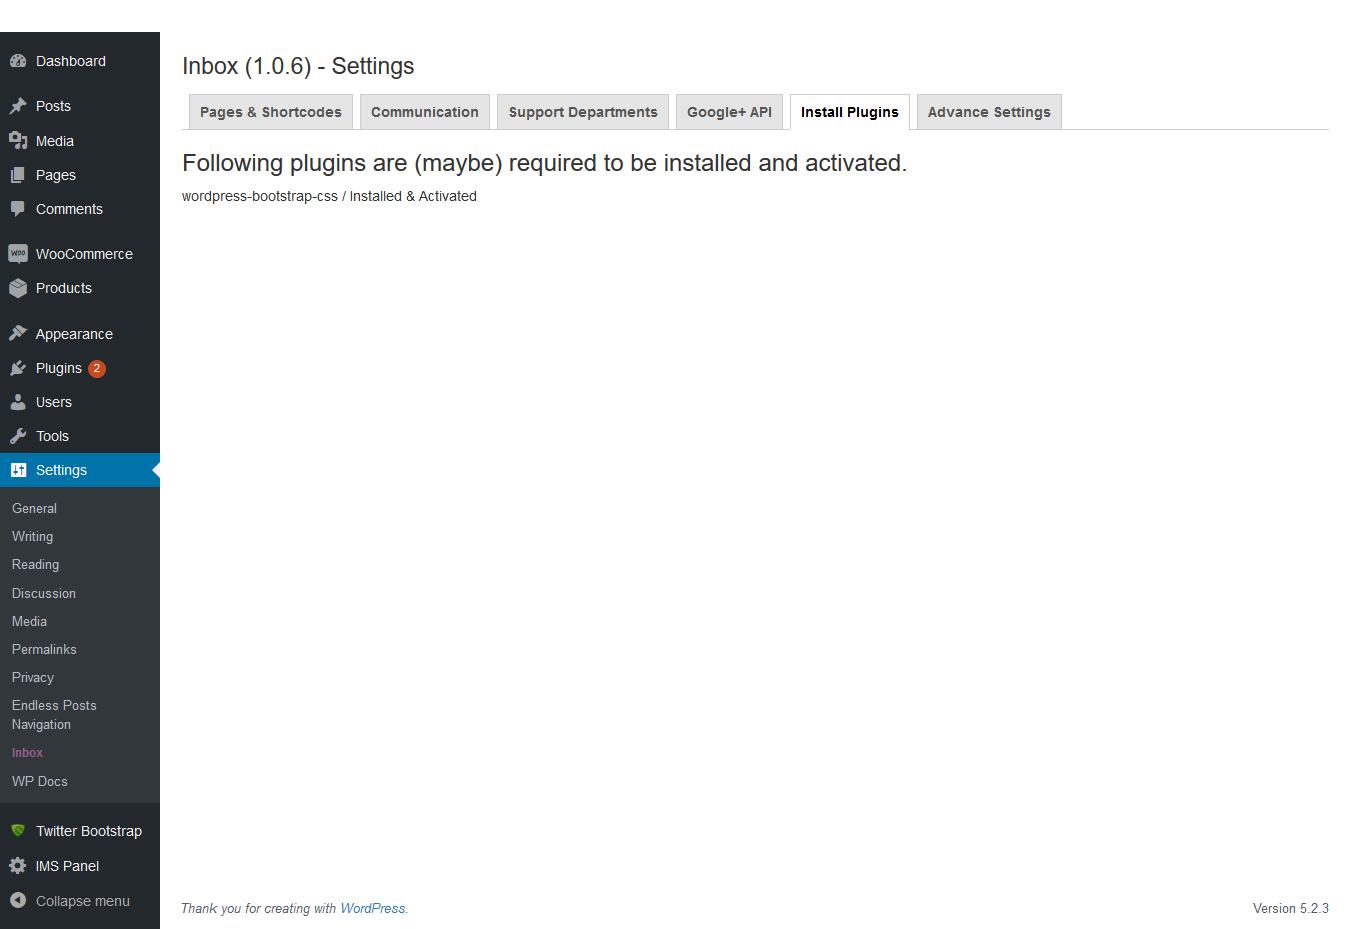 Dashboard
Posts
Media
Pages
Comments
Woo WooCommerce
Products
Appearance
Plugins 2
Users
Tools
Settings
General
Writing
Reading
Discussion
Media
Permalinks
Privacy
Endless Posts
Navigation
Inbox
WP Docs
Twitter Bootstrap
IMS Panel
Collapse menu
Inbox (1.0.6) - Settings
Pages & Shortcodes Communication Support Departments Google+ API Install Plugins Advance Settings
Following plugins are (maybe) required to be installed and activated.
wordpress-bootstrap-css / Installed & Activated
Thank you for creating with WordPress. Version 5.2.3